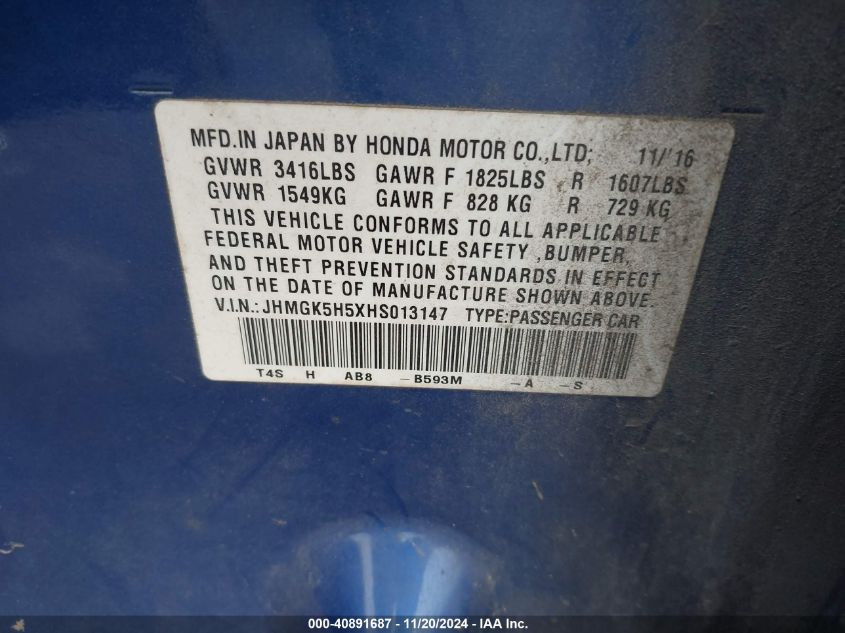 MFD.IN JAPAN BY HONDA MOTOR CO.,LTD; 11/'16
GVWR 3416LBS GAWR F 1825LBS R 1607LBS
GVWR 1549KG GAWR F 828 KG R 729 KG
THIS VEHICLE CONFORMS TO ALL APPLICABLE
FEDERAL MOTOR VEHICLE SAFETY ,BUMPER,
AND THEFT PREVENTION STANDARDS IN EFFECT
ON THE DATE OF MANUFACTURE SHOWN ABOVE.
V.I.N.:JHMGK5H5XHS013147 TYPE:PASSENGER CAR
T4S H AB8 -B593M -A -S
000-40891687 - 11/20/2024 - IAA Inc.